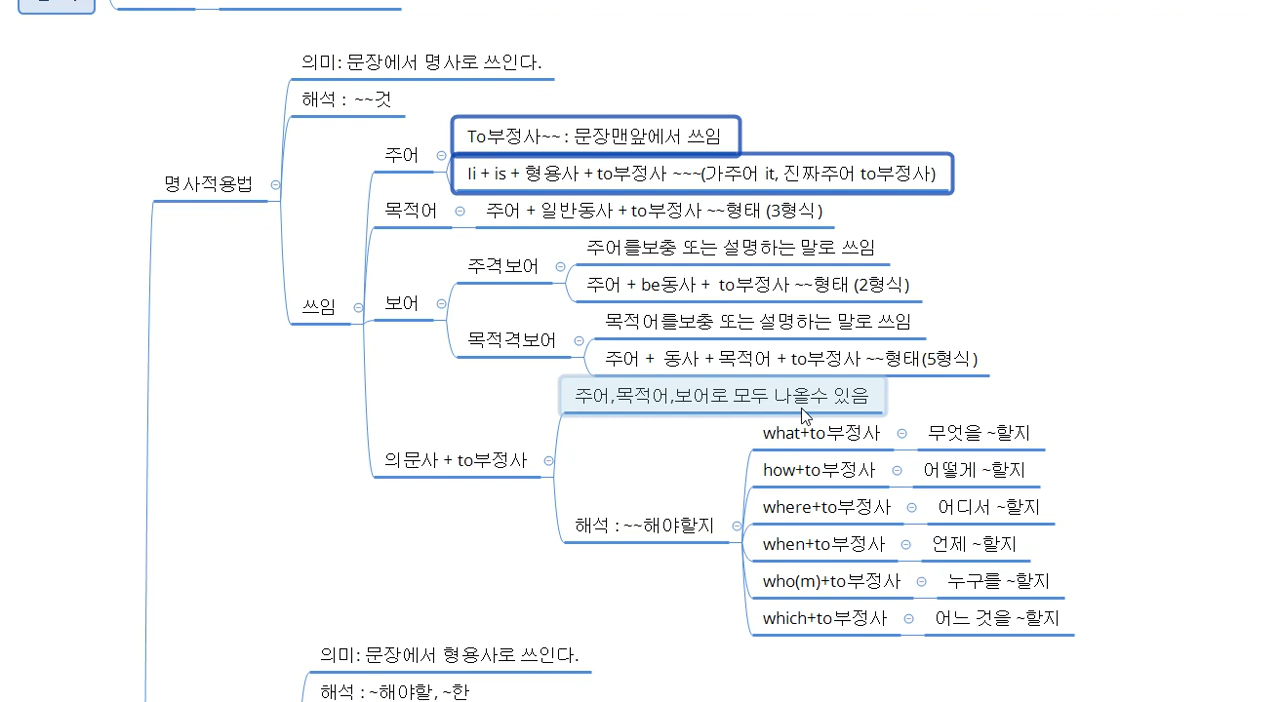 의미: 문장에서 명사로 쓰인다.
해석 : ~~것
To부정사~~ : 문장맨앞에서 쓰임
주어
Ii + is + 형용사 + to부정사 ~~~(가주어 it, 진짜주어 to부정사)
명사적용법
목적어
주어 + 일반동사 + to부정사 ~~형태 (3형식)
주어를보충 또는 설명하는 말로 쓰임
주격보어
주어 + be동사 + to부정사 ~~형태 (2형식)
쓰임
보어
목적어를보충 또는 설명하는 말로 쓰임
목적격보어
주어 + 동사 + 목적어 + to부정사 ~~형태(5형식)
주어,목적어,보어로 모두 나올수 있음
what+to부정사 무엇을 ~할지
의문사 + to부정사
how+to부정사 어떻게 ~할지
where+to부정사 어디서 ~할지
해석 : ~~해야할지
when+to부정사 언제 ~할지
who(m)+to부정사 누구를 ~할지
which+to부정사 어느 것을 ~할지
의미: 문장에서 형용사로 쓰인다.
해석 : ~해야할, ~한